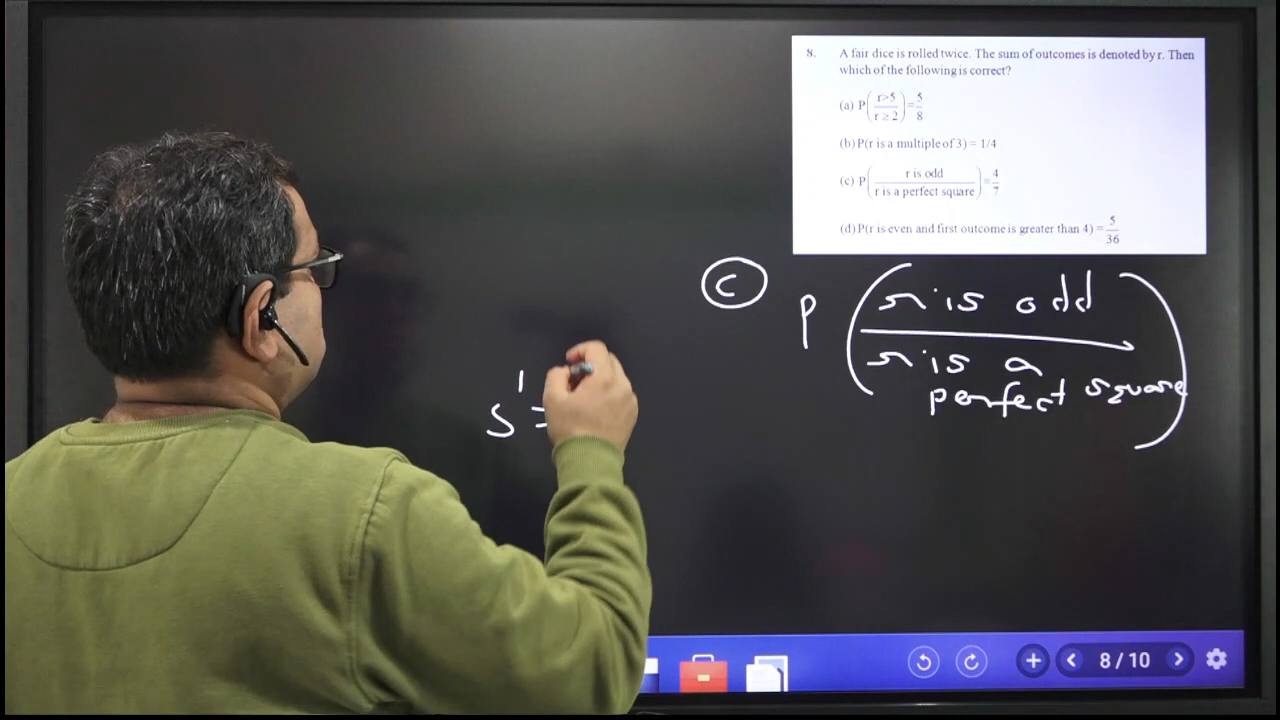 8. A fair dice is rolled twice. The sum of outcomes is denoted by r. Then
which of the following is correct?
(a) P(r>5 / r ≥ 2) = 5/8
(b) P(r is a multiple of 3) = 1/4
(c) P(r is odd / r is a perfect square) = 4/7
(d) P(r is even and first outcome is greater than 4) = 5/36
(c) P (r is odd
r is a
perfect square)
S' =
8 / 10